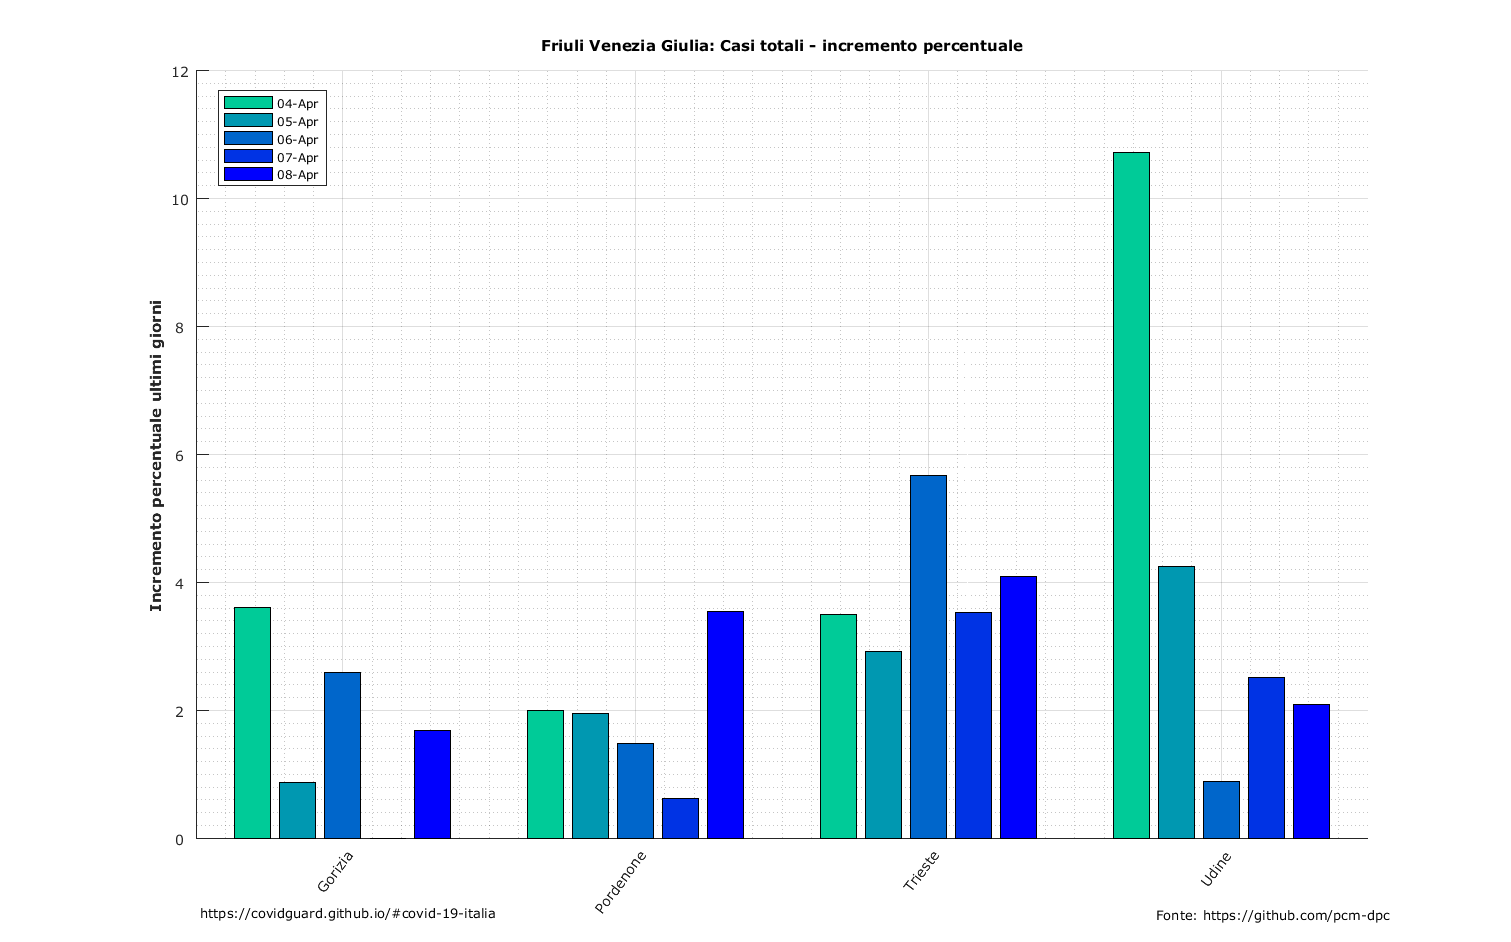 Friuli Venezia Giulia: Casi totali - incremento percentuale
12
10
8
6
4
2
0
Incremento percentuale ultimi giorni
04-Apr
05-Apr
06-Apr
07-Apr
08-Apr
Gorizia
Pordenone
Trieste
Udine
https://covidguard.github.io/#covid-19-italia
Fonte: https://github.com/pcm-dpc